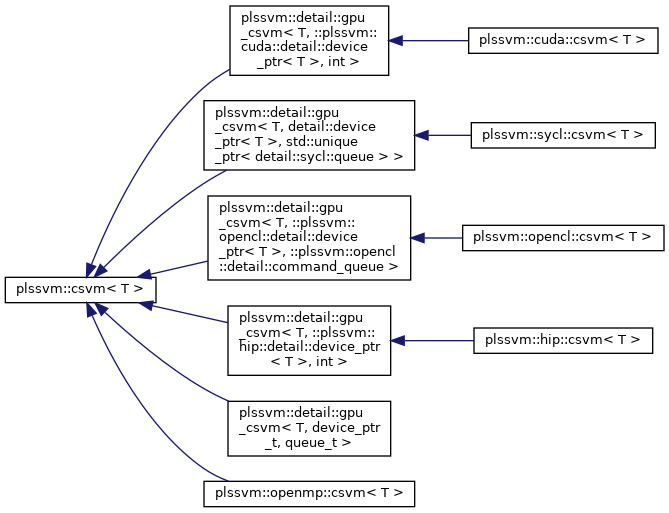 plssvm::detail::gpu
_csvm< T, ::plssvm::
cuda::detail::device
_ptr< T >, int >
plssvm::cuda::csvm< T >
plssvm::detail::gpu
_csvm< T, detail::device
_ptr< T >, std::unique
_ptr< detail::sycl::queue > >
plssvm::sycl::csvm< T >
plssvm::detail::gpu
_csvm< T, ::plssvm::
opencl::detail::device
_ptr< T >, ::plssvm::opencl
::detail::command_queue >
plssvm::opencl::csvm< T >
plssvm::csvm< T >
plssvm::detail::gpu
_csvm< T, ::plssvm::
hip::detail::device_ptr
< T >, int >
plssvm::hip::csvm< T >
plssvm::detail::gpu
_csvm< T, device_ptr
_t, queue_t >
plssvm::openmp::csvm< T >